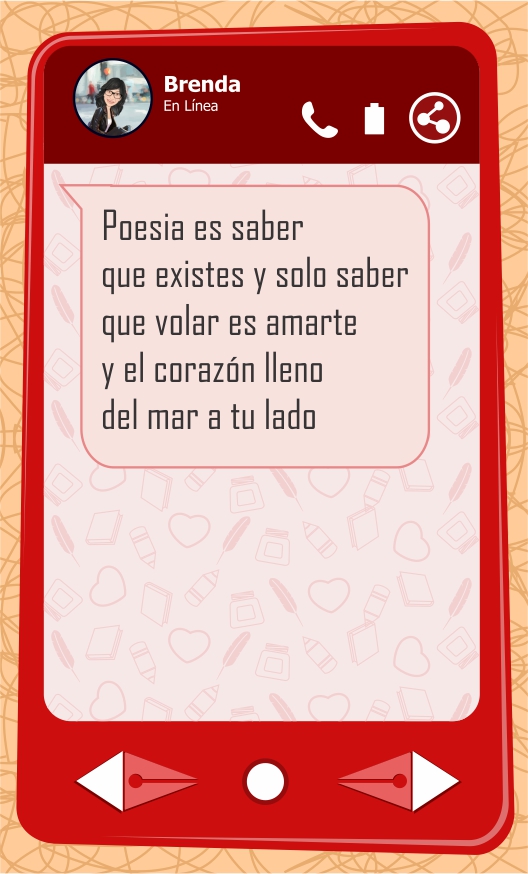 Brenda
En Línea
Poesia es saber
que existes y solo saber
que volar es amarte
y el corazón lleno
del mar a tu lado